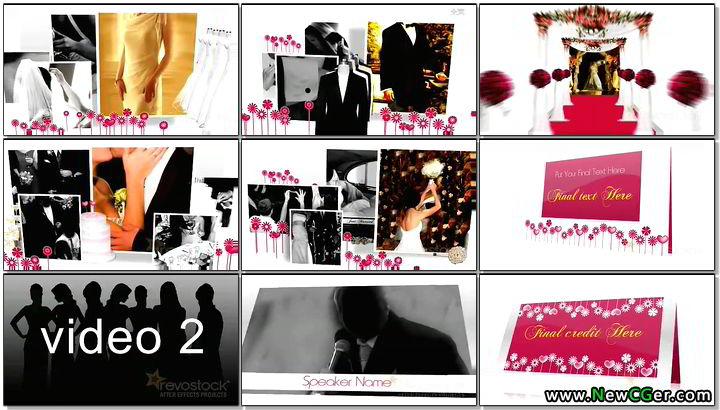 Put Your Final Text Here
Final text Here
video 2
revostock
AFTER EFFECTS PROJECTS
Speaker Name
Final credit Here
www.NewCGer.com